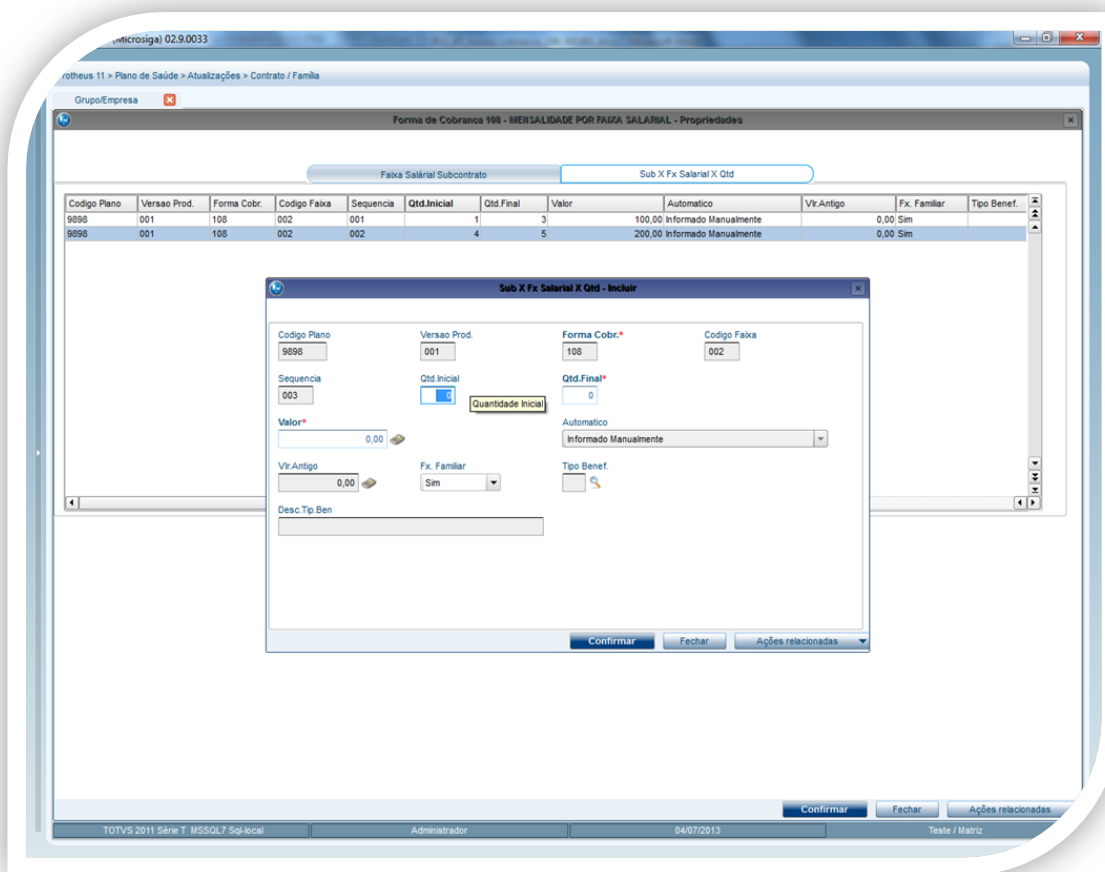 (Microsiga) 02.9.0033
rotheus 11 > Plano de Saúde > Atualizações > Contrato / Família
Grupo/Empresa
Forma de Cobranca 108 - MENSALIDADE POR FAIXA SALARIAL - Propriedades
Faixa Salárial Subcontrato Sub X Fx Salarial X Qtd
Codigo Plano Versao Prod. Forma Cobr. Codigo Faixa Sequencia Qtd.Inicial Qtd.Final Valor Automatico Vlr.Antigo Fx. Familiar Tipo Benef.
9898 001 108 002 001 1 3 100,00 Informado Manualmente 0,00 Sim
9898 001 108 002 002 4 5 200,00 Informado Manualmente 0,00 Sim
Sub X Fx Salarial X Qtd - Incluir
Codigo Plano Versao Prod. Forma Cobr.* Codigo Faixa
9898 001 108 002
Sequencia Qtd.Inicial Qtd.Final*
003 0 0
Quantidade Inicial
Valor* Automatico
0,00 Informado Manualmente
Vlr.Antigo Fx. Familiar Tipo Benef.
0,00 Sim
Desc.Tip.Ben
Confirmar Fechar Ações relacionadas
Confirmar Fechar Ações relacionadas
TOTVS 2011 Série T MSSQL7 Sql-local Administrador 04/07/2013 Teste / Matriz